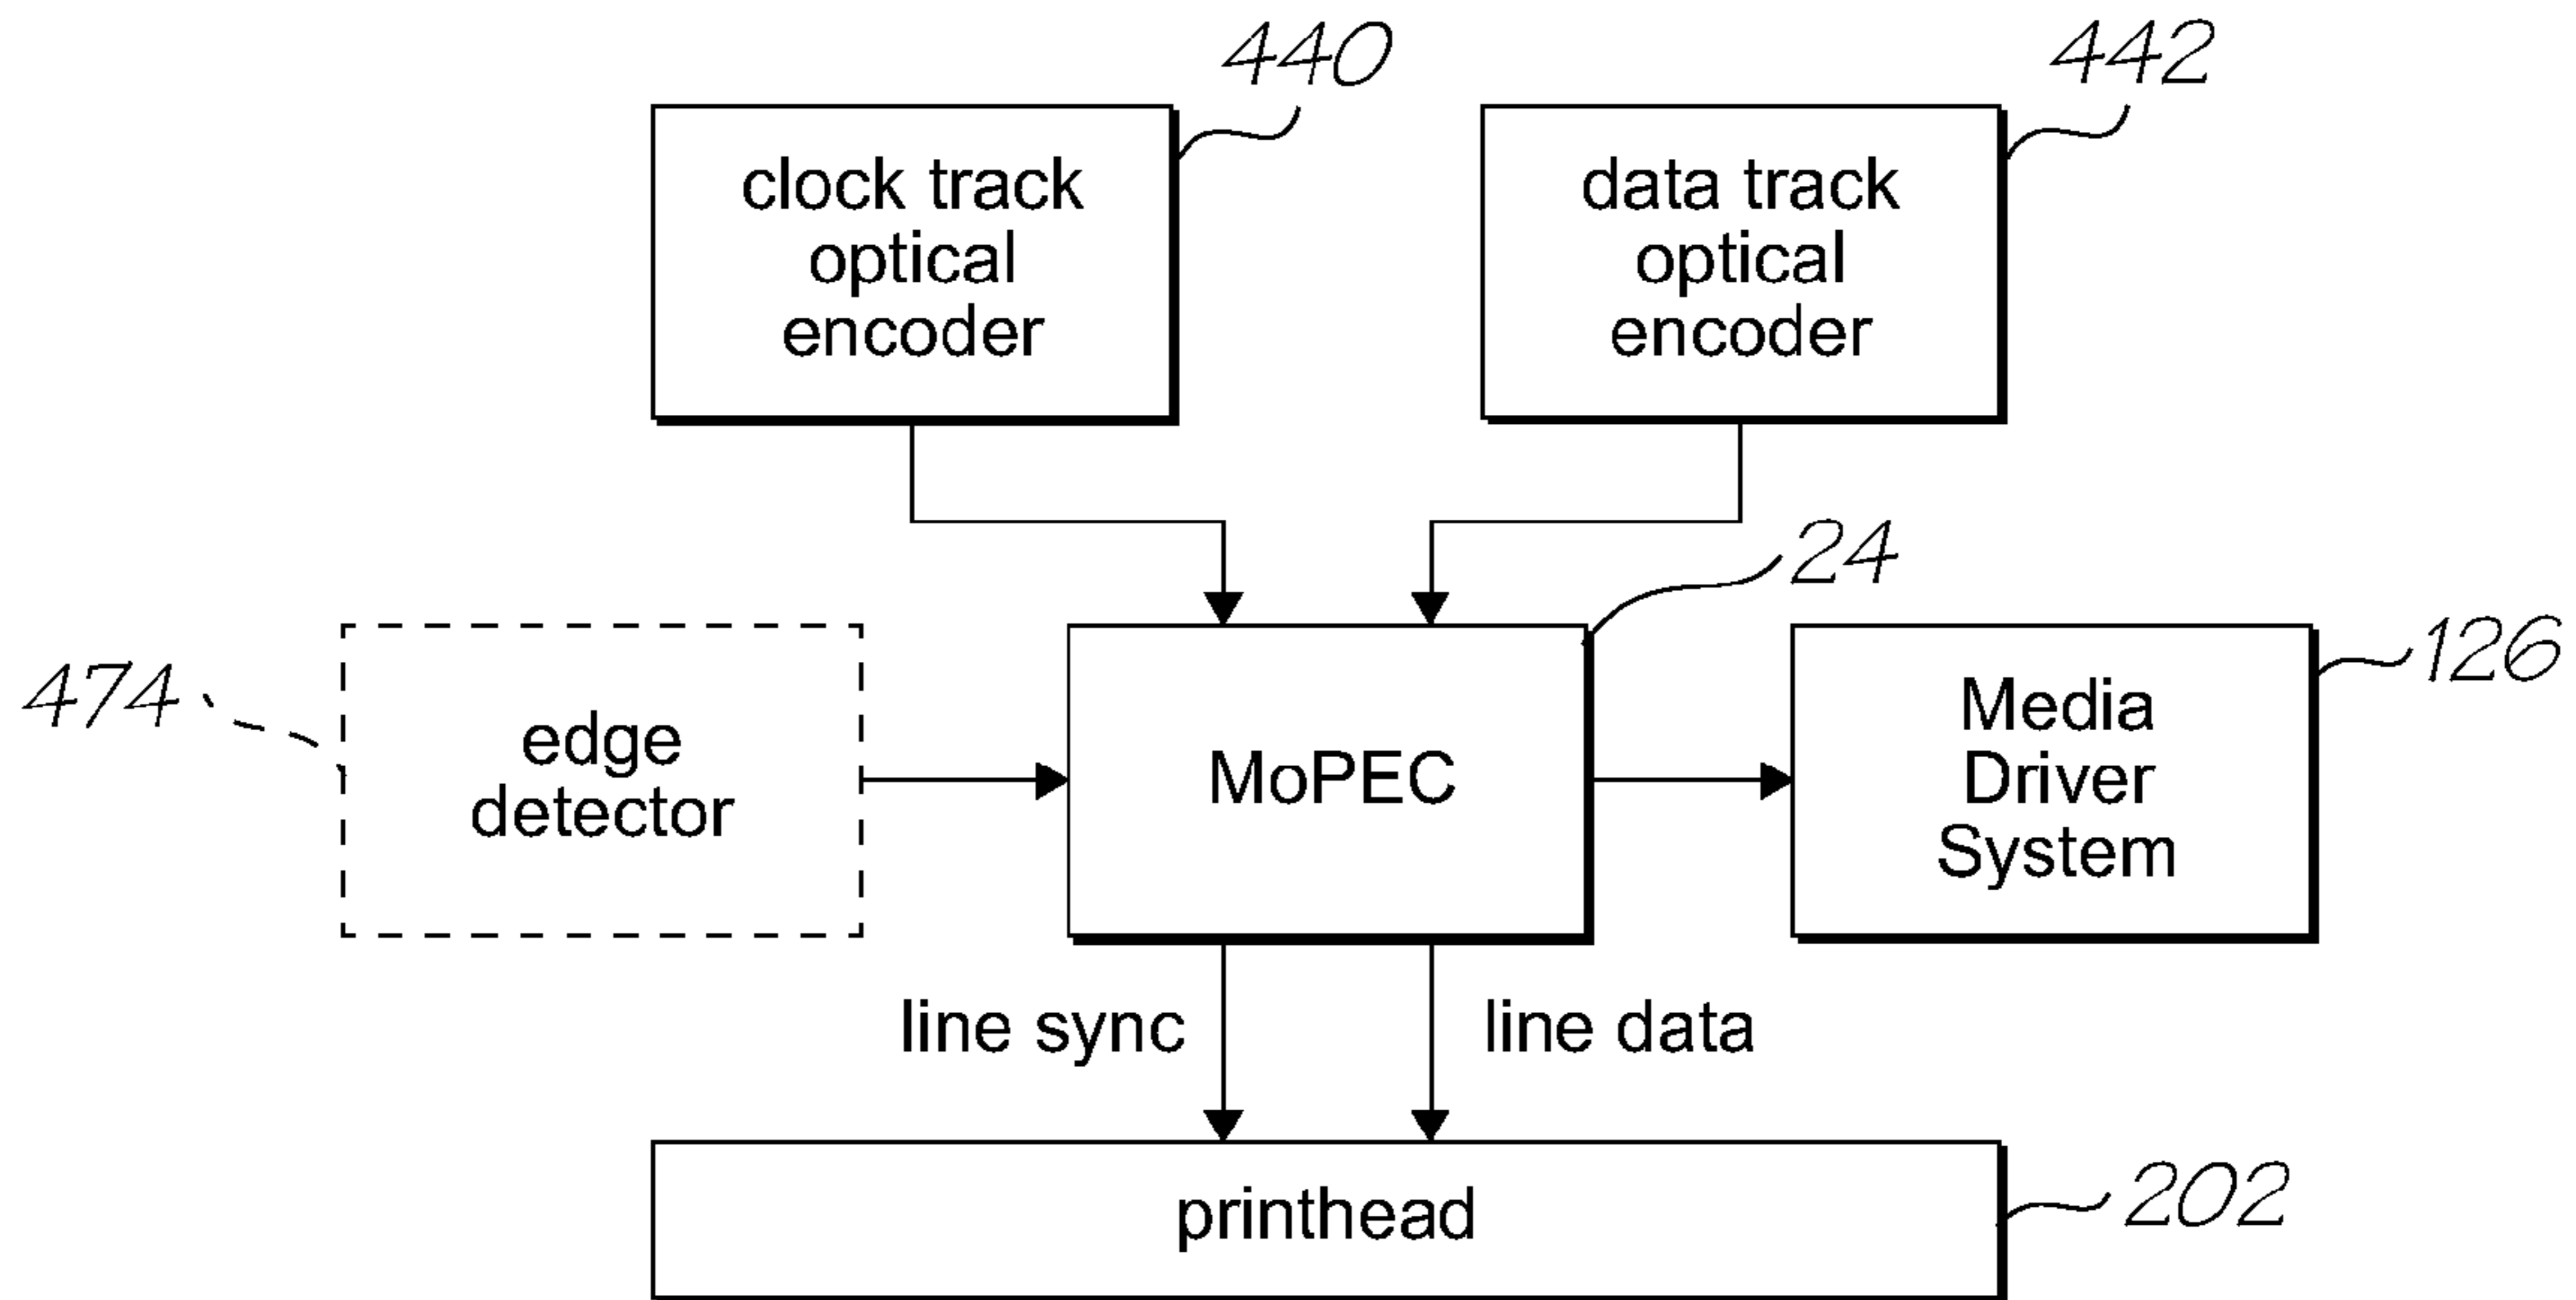 440
442
clock track
optical
encoder
data track
optical
encoder
24
474
edge
detector
MoPEC
126
Media
Driver
System
line sync
line data
printhead
202